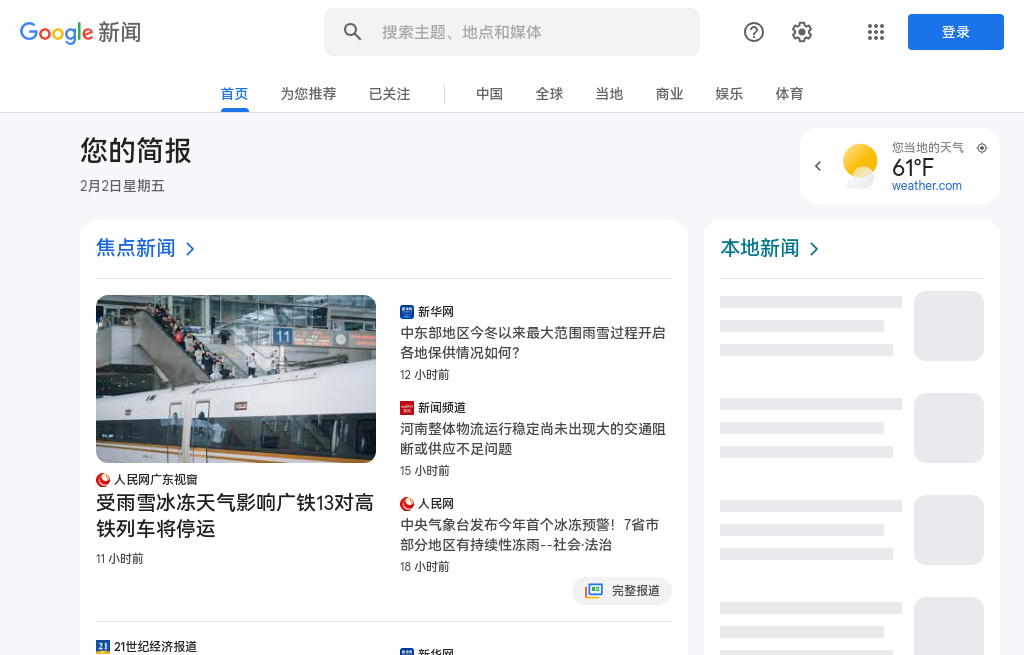 Google 新闻
搜索主题、地点和媒体
登录
首页
为您推荐
已关注
中国
全球
当地
商业
娱乐
体育
您的简报
2月2日星期五
您当地的天气
61°F
weather.com
焦点新闻
11
人民网广东视窗
受雨雪冰冻天气影响广铁13对高
铁列车将停运
11 小时前
新华网
中东部地区今冬以来最大范围雨雪过程开启
各地保供情况如何？
12 小时前
新闻频道
河南整体物流运行稳定尚未出现大的交通阻
断或供应不足问题
15 小时前
人民网
中央气象台发布今年首个冰冻预警！7省市
部分地区有持续性冻雨--社会·法治
18 小时前
完整报道
21
21世纪经济报道
新华网
本地新闻